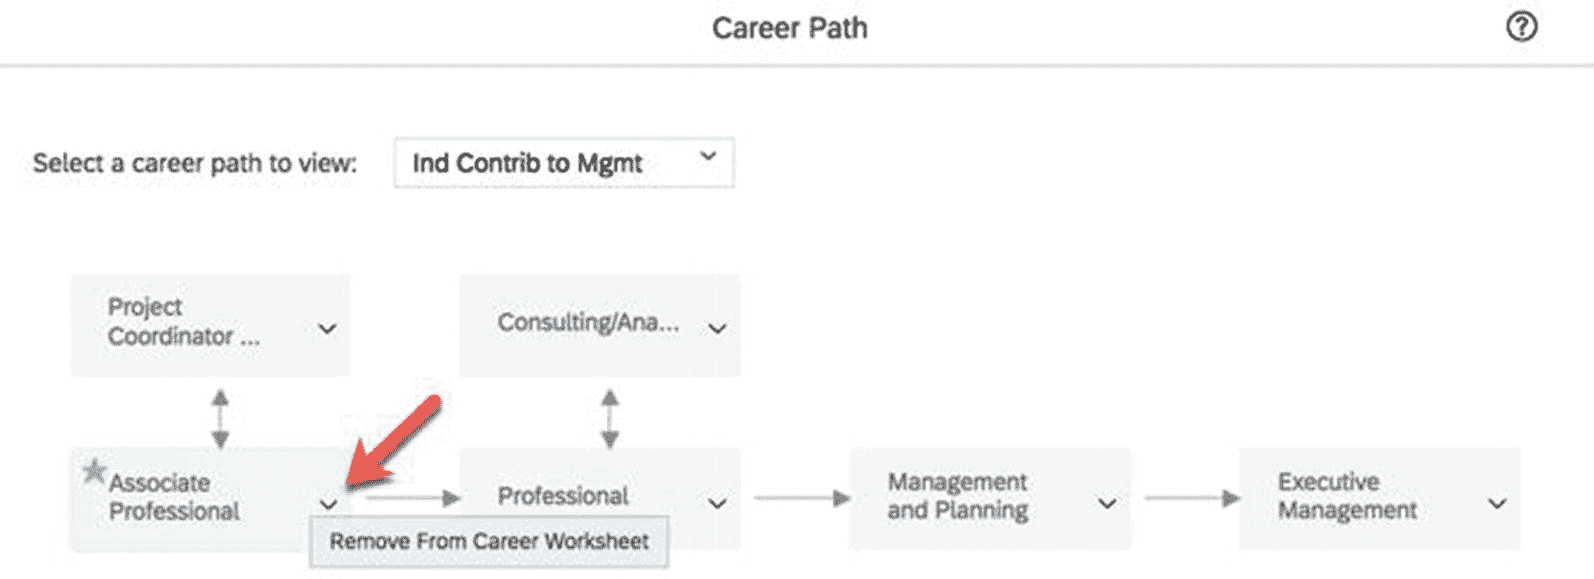 Career Path
Select a career path to view:
Ind Contrib to Mgmt
Project
Coordinator ...
Consulting/Ana...
Associate
Professional
Professional
Management
and Planning
Executive
Management
Remove From Career Worksheet